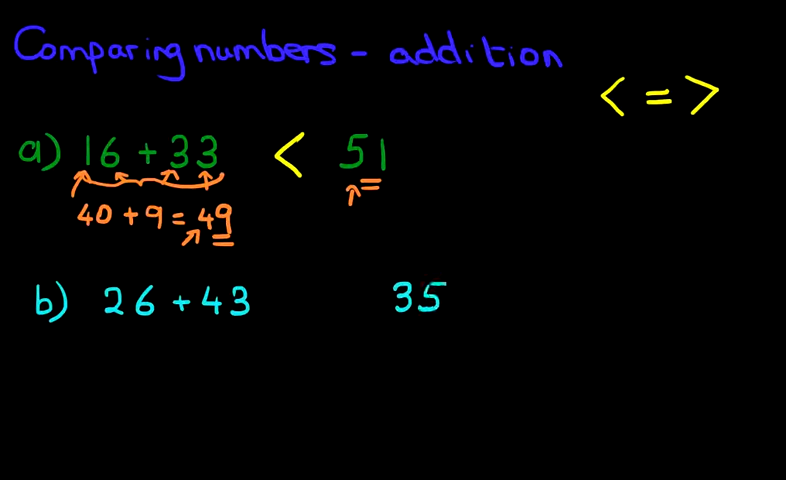 Comparing numbers - addition
< = >
a) 16 + 33 < 51
40 + 9 = 49
b) 26 + 43 35